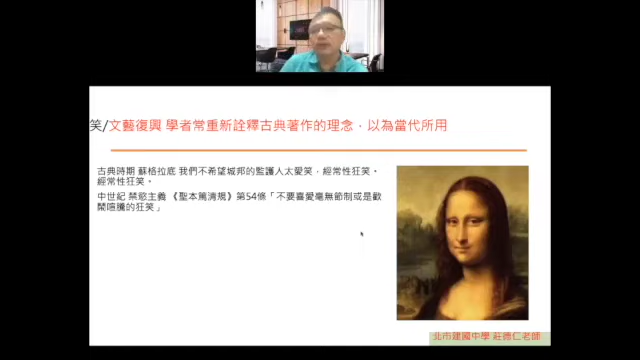 笑/文藝復興 學者常重新詮釋古典著作的理念，以為當代所用
古典時期 蘇格拉底 我們不希望城邦的監護人太愛笑，經常性狂笑。
經常性狂笑。
中世紀 禁慾主義 《聖本篤清規》第54條「不要喜愛毫無節制或是歡
鬧喧騰的狂笑」
北市建國中學 莊德仁老師